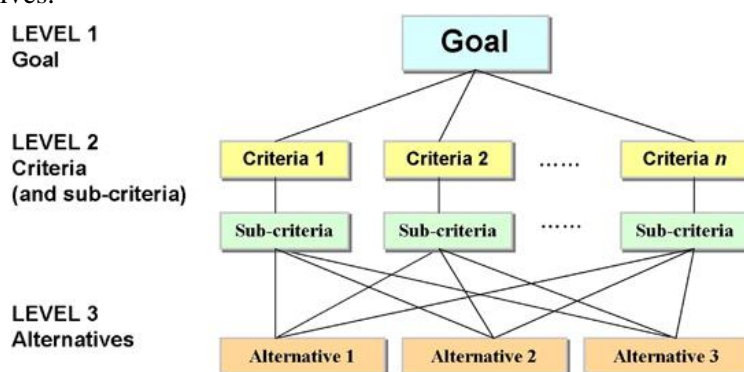 LEVEL 1
Goal
Goal
LEVEL 2
Criteria
(and sub-criteria)
Criteria 1
Criteria 2
......
Criteria n
Sub-criteria
Sub-criteria
......
Sub-criteria
LEVEL 3
Alternatives
Alternative 1
Alternative 2
Alternative 3